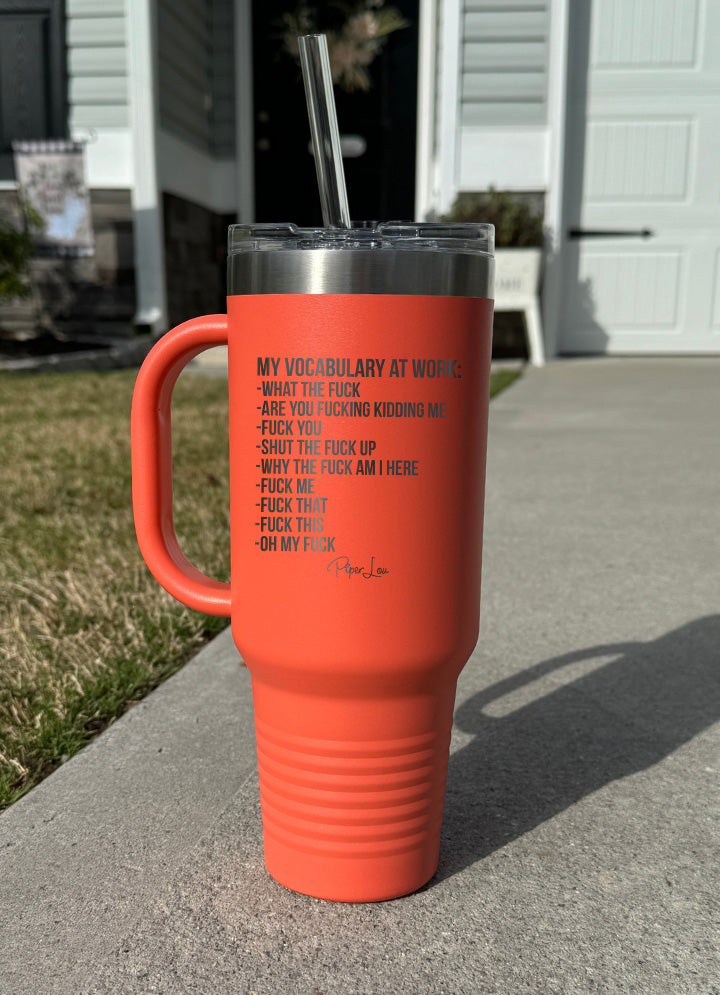 MY VOCABULARY AT WORK:
-WHAT THE FUCK
-ARE YOU FUCKING KIDDING ME
-FUCK YOU
-SHUT THE FUCK UP
-WHY THE FUCK AM I HERE
-FUCK ME
-FUCK THAT
-FUCK THIS
-OH MY FUCK
Piper Lou